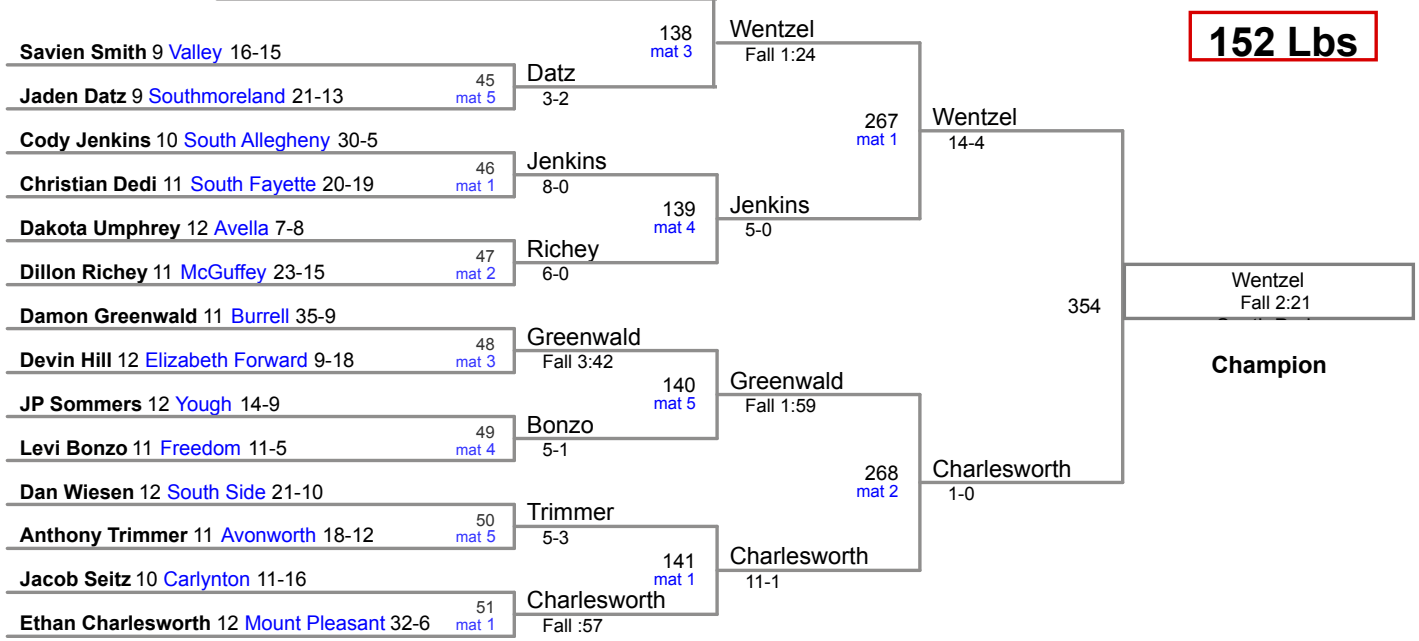 152 Lbs
Savien Smith 9 Valley 16-15
45
mat 5
Jaden Datz 9 Southmoreland 21-13
Datz
3-2
138
mat 3
Wentzel
Fall 1:24
Cody Jenkins 10 South Allegheny 30-5
46
mat 1
Christian Dedi 11 South Fayette 20-19
Jenkins
8-0
Dakota Umphrey 12 Avella 7-8
47
mat 2
Dillon Richey 11 McGuffey 23-15
Richey
6-0
139
mat 4
Jenkins
5-0
267
mat 1
Wentzel
14-4
Damon Greenwald 11 Burrell 35-9
48
mat 3
Devin Hill 12 Elizabeth Forward 9-18
Greenwald
Fall 3:42
JP Sommers 12 Yough 14-9
49
mat 4
Levi Bonzo 11 Freedom 11-5
Bonzo
5-1
140
mat 5
Greenwald
Fall 1:59
Dan Wiesen 12 South Side 21-10
50
mat 5
Anthony Trimmer 11 Avonworth 18-12
Trimmer
5-3
Jacob Seitz 10 Carlynton 11-16
51
mat 1
Ethan Charlesworth 12 Mount Pleasant 32-6
Charlesworth
Fall :57
141
mat 1
Charlesworth
11-1
268
mat 2
Charlesworth
1-0
354
Wentzel
Fall 2:21
Champion